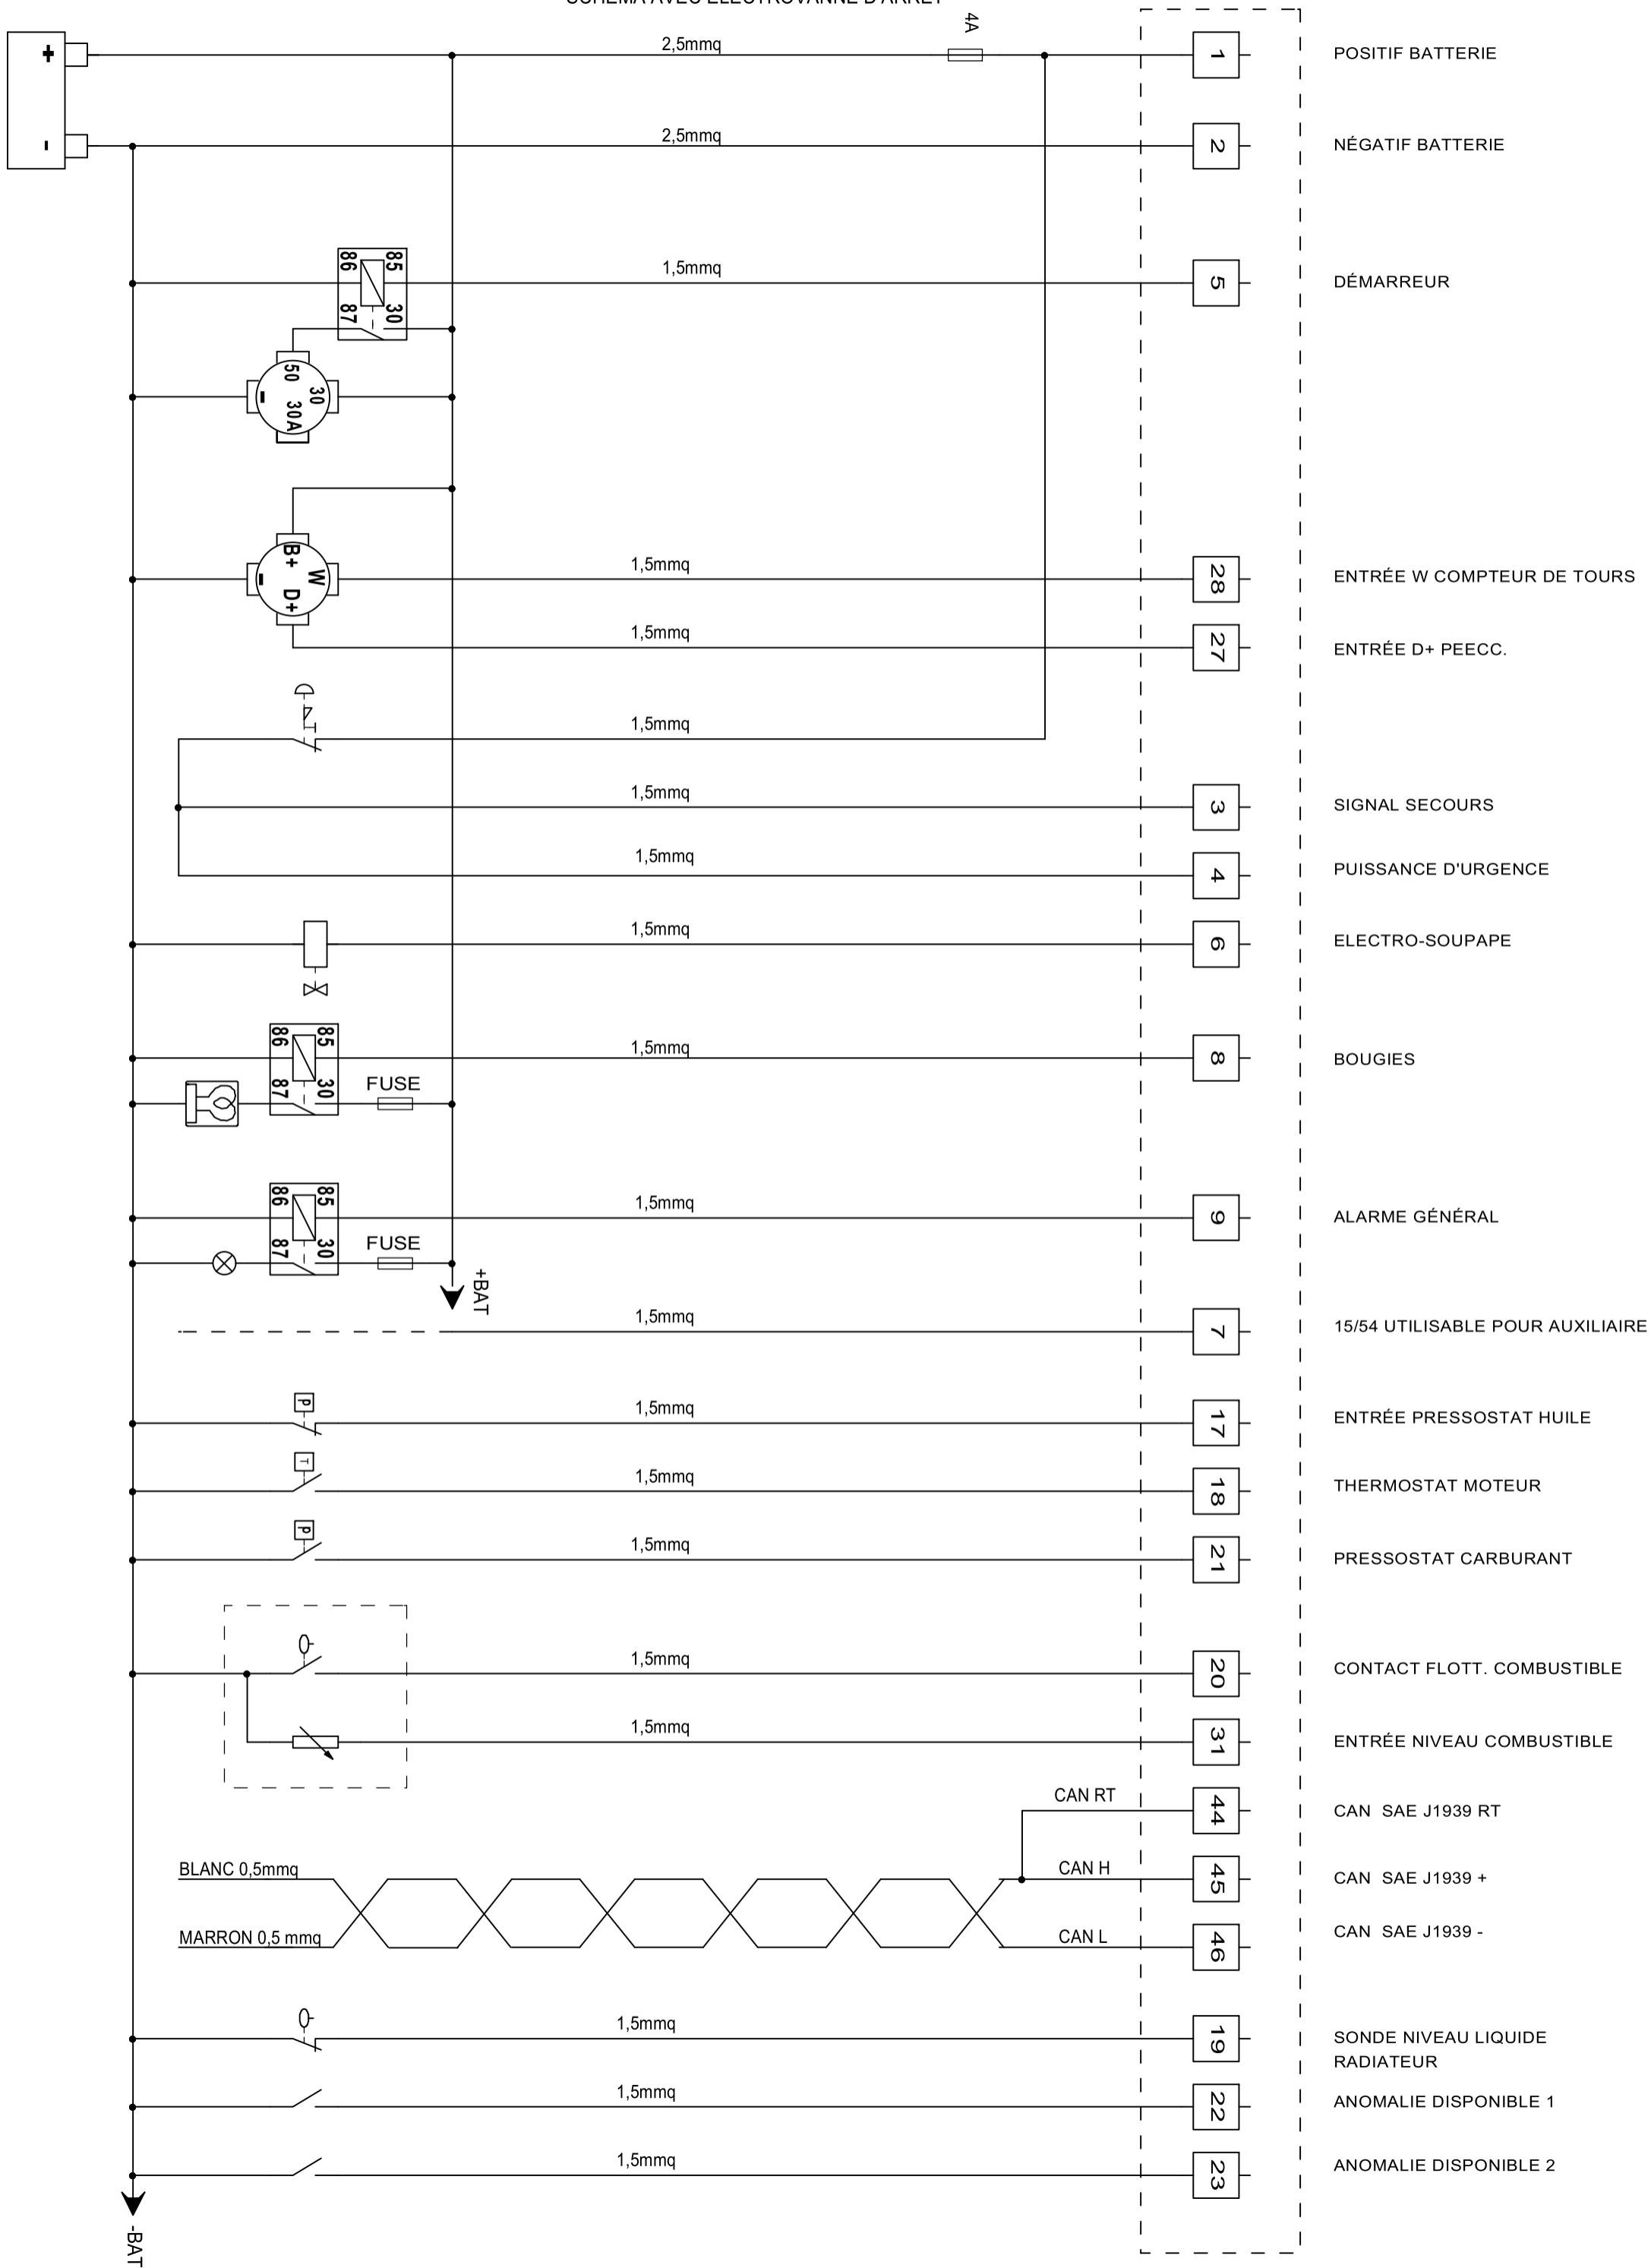 SCHÉMA AVEC ÉLECTROVANNE D'ARRÊT
4A
+ 2,5mmq 1 POSITIF BATTERIE
- 2,5mmq 2 NÉGATIF BATTERIE
86 85
1,5mmq 5 DÉMARREUR
87 30
50
30
- 30A
B+
W
- D+
1,5mmq 28 ENTRÉE W COMPTEUR DE TOURS
1,5mmq 27 ENTRÉE D+ PEECC.
1,5mmq
1,5mmq 3 SIGNAL SECOURS
1,5mmq 4 PUISSANCE D'URGENCE
1,5mmq 6 ELECTRO-SOUPAPE
86 85
1,5mmq 8 BOUGIES
87 30 FUSE
86 85
1,5mmq 9 ALARME GÉNÉRAL
87 30 FUSE
+BAT
1,5mmq 7 15/54 UTILISABLE POUR AUXILIAIRE
P 1,5mmq 17 ENTRÉE PRESSOSTAT HUILE
T 1,5mmq 18 THERMOSTAT MOTEUR
P 1,5mmq 21 PRESSOSTAT CARBURANT
1,5mmq 20 CONTACT FLOTT. COMBUSTIBLE
1,5mmq 31 ENTRÉE NIVEAU COMBUSTIBLE
CAN RT 44 CAN SAE J1939 RT
BLANC 0,5mmq CAN H 45 CAN SAE J1939 +
MARRON 0,5 mmq CAN L 46 CAN SAE J1939 -
1,5mmq 19 SONDE NIVEAU LIQUIDE
RADIATEUR
1,5mmq 22 ANOMALIE DISPONIBLE 1
1,5mmq 23 ANOMALIE DISPONIBLE 2
-BAT